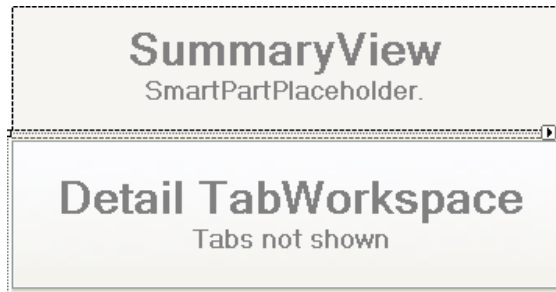 SummaryView
SmartPartPlaceholder.
Detail TabWorkspace
Tabs not shown